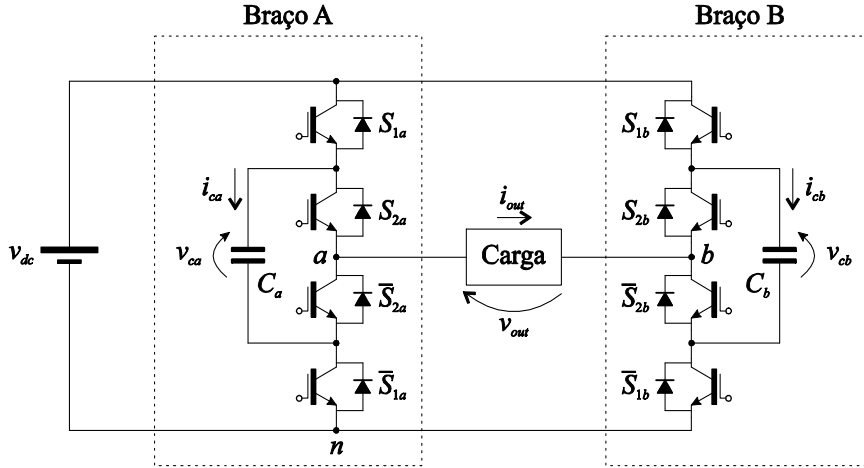 Braço A
Braço B
S1a
S1b
ica
iout
icb
S2a
S2b
vdc
vca
a
Carga
b
vcb
Ca
Cb
S̅2a
S̅2b
vout
S̅1a
S̅1b
n